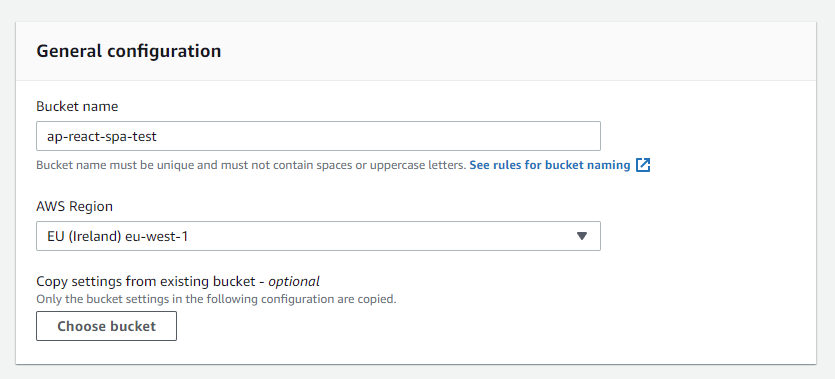 General configuration
Bucket name
ap-react-spa-test
Bucket name must be unique and must not contain spaces or uppercase letters. See rules for bucket naming
AWS Region
EU (Ireland) eu-west-1
Copy settings from existing bucket - optional
Only the bucket settings in the following configuration are copied.
Choose bucket